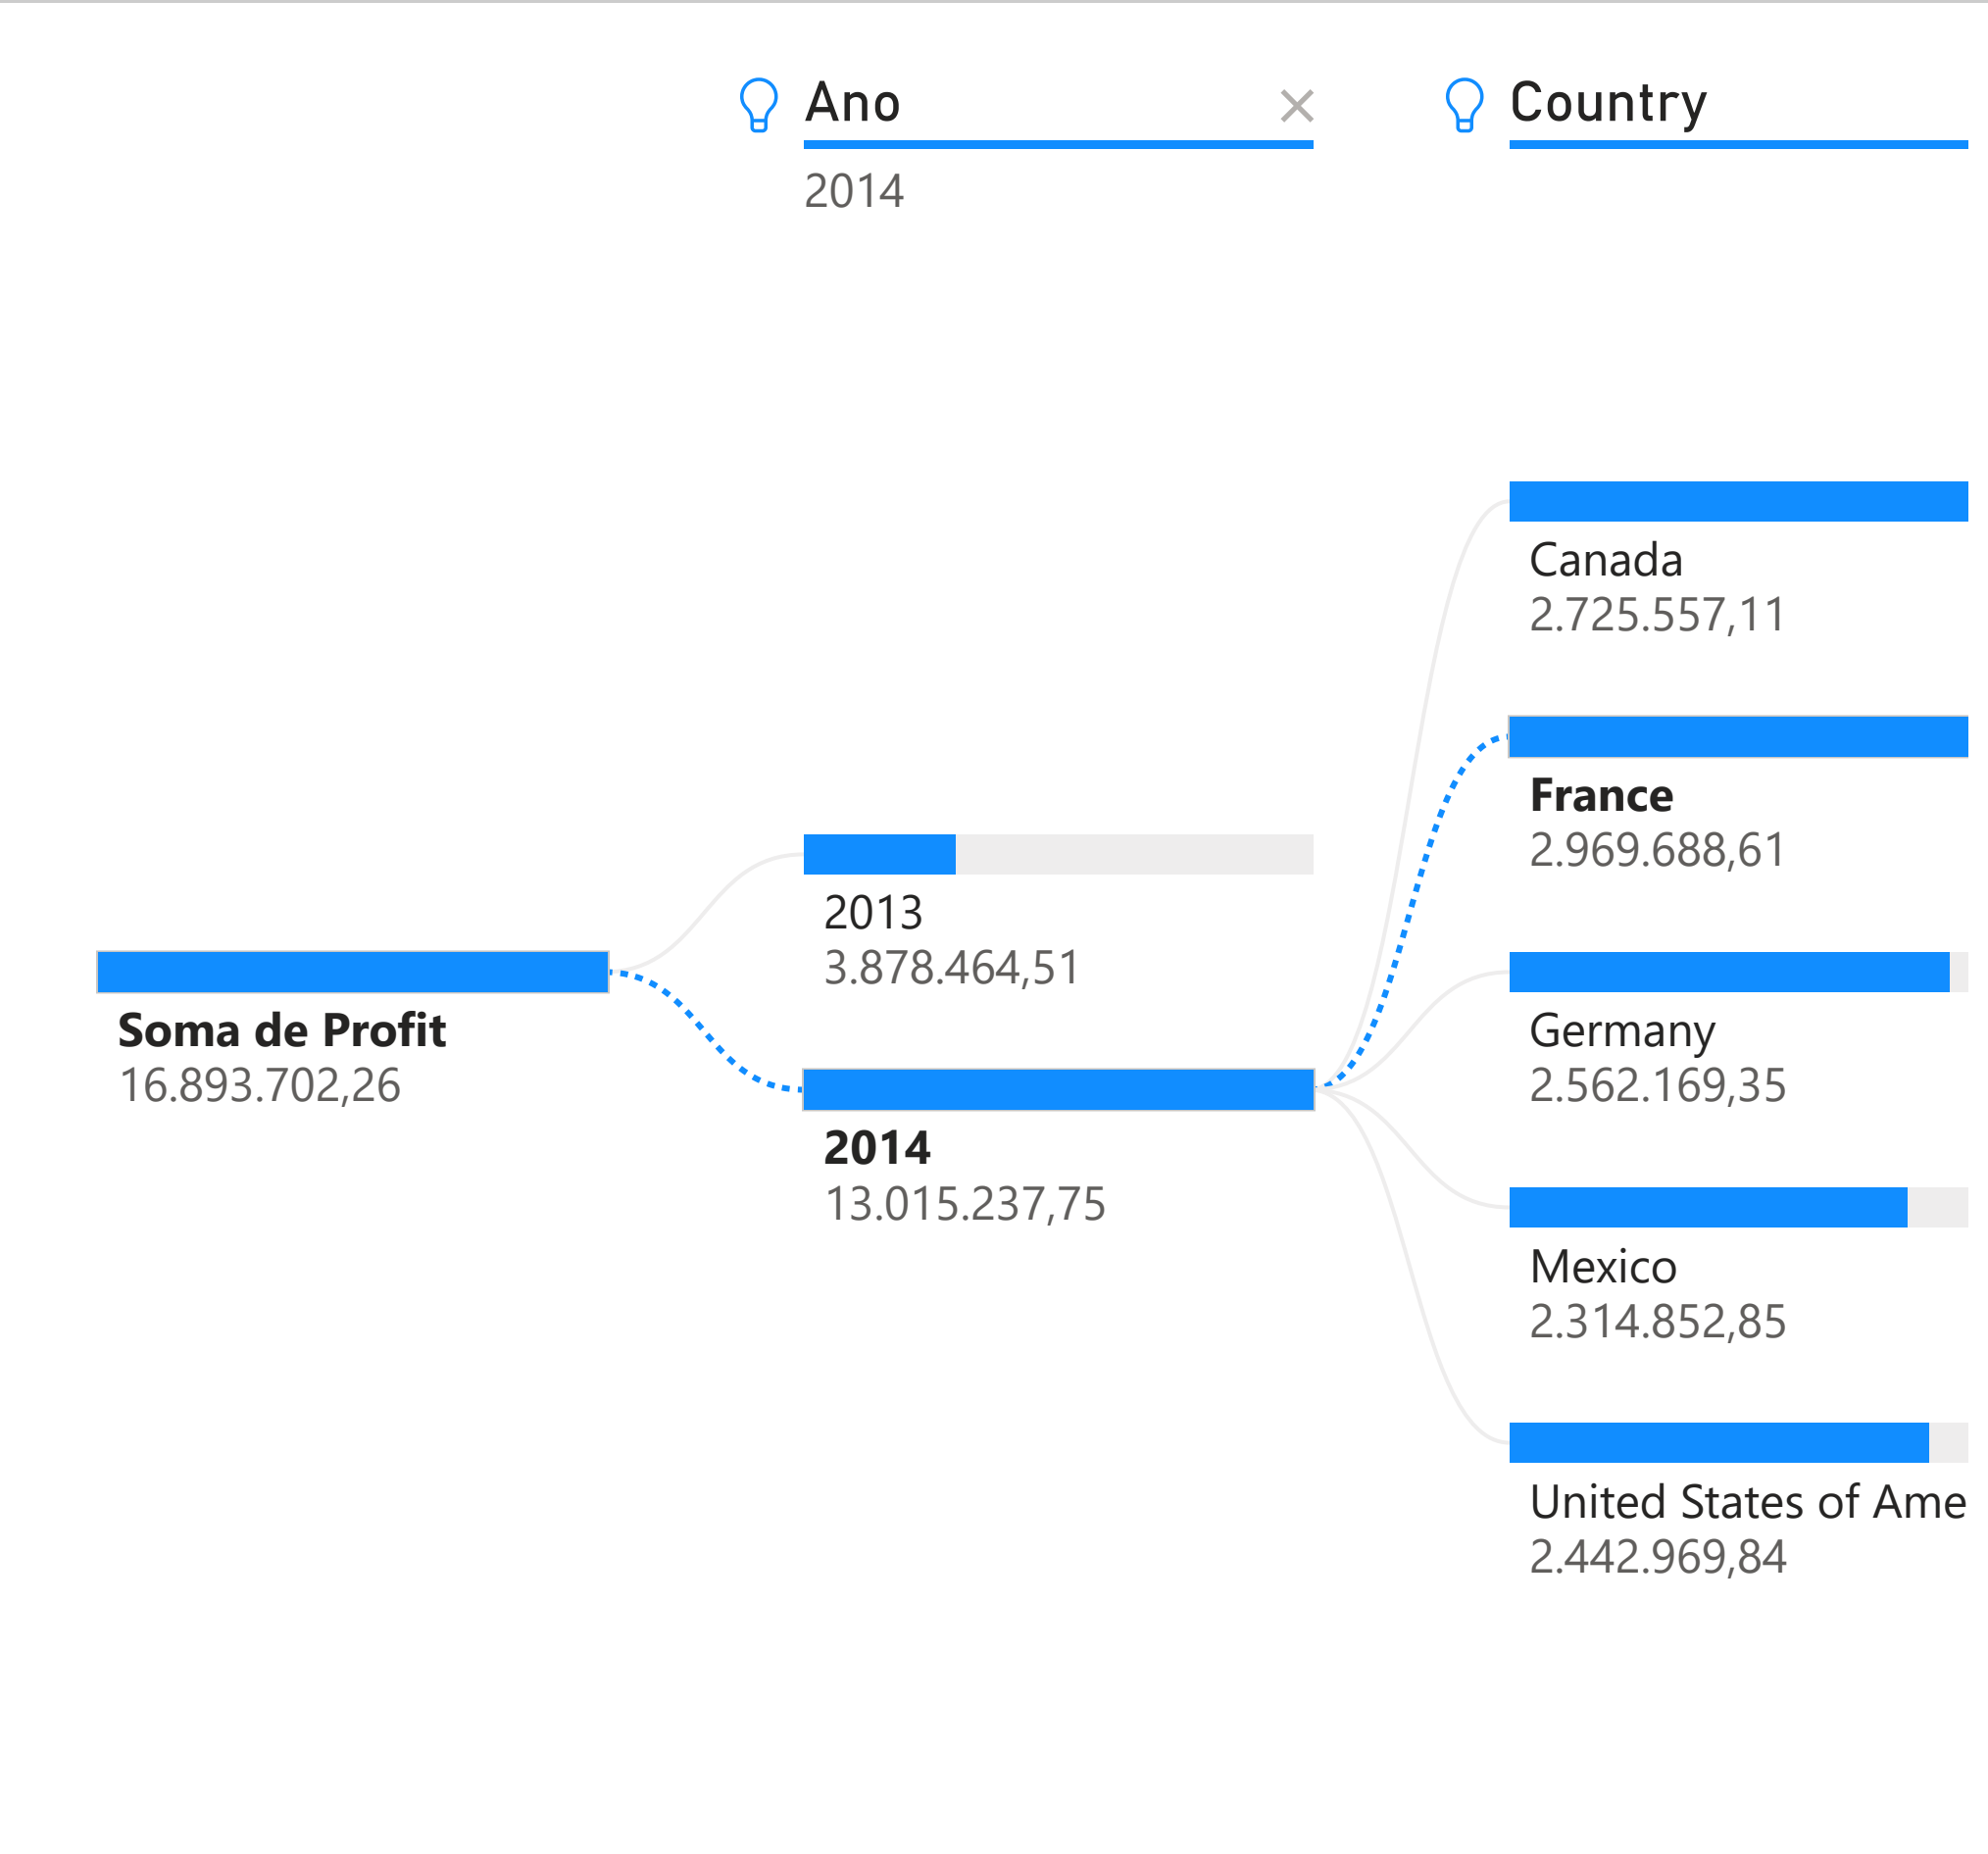 Ano
2014
Country
Soma de Profit
16.893.702,26
2013
3.878.464,51
2014
13.015.237,75
Canada
2.725.557,11
France
2.969.688,61
Germany
2.562.169,35
Mexico
2.314.852,85
United States of Ame
2.442.969,84